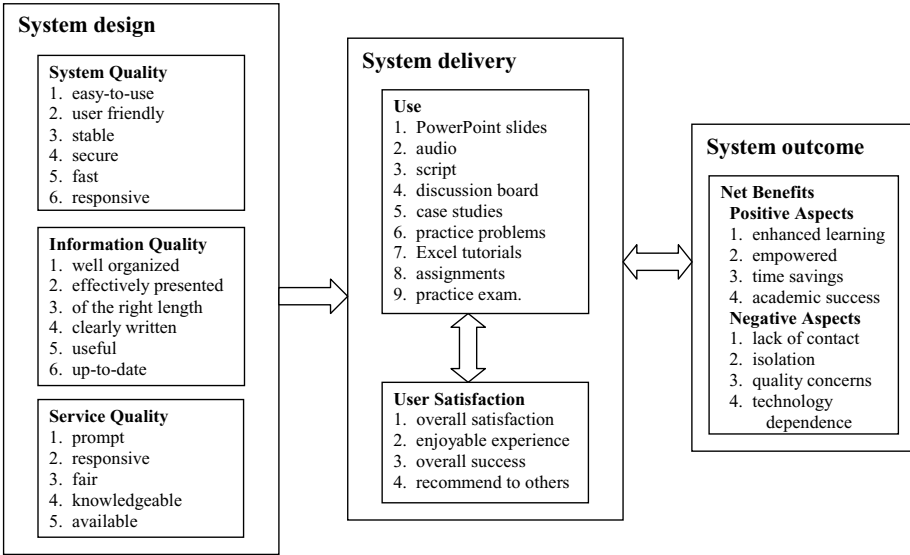 System design
System Quality
1. easy-to-use
2. user friendly
3. stable
4. secure
5. fast
6. responsive
Information Quality
1. well organized
2. effectively presented
3. of the right length
4. clearly written
5. useful
6. up-to-date
Service Quality
1. prompt
2. responsive
3. fair
4. knowledgeable
5. available
System delivery
Use
1. PowerPoint slides
2. audio
3. script
4. discussion board
5. case studies
6. practice problems
7. Excel tutorials
8. assignments
9. practice exam.
User Satisfaction
1. overall satisfaction
2. enjoyable experience
3. overall success
4. recommend to others
System outcome
Net Benefits
Positive Aspects
1. enhanced learning
2. empowered
3. time savings
4. academic success
Negative Aspects
1. lack of contact
2. isolation
3. quality concerns
4. technology
dependence